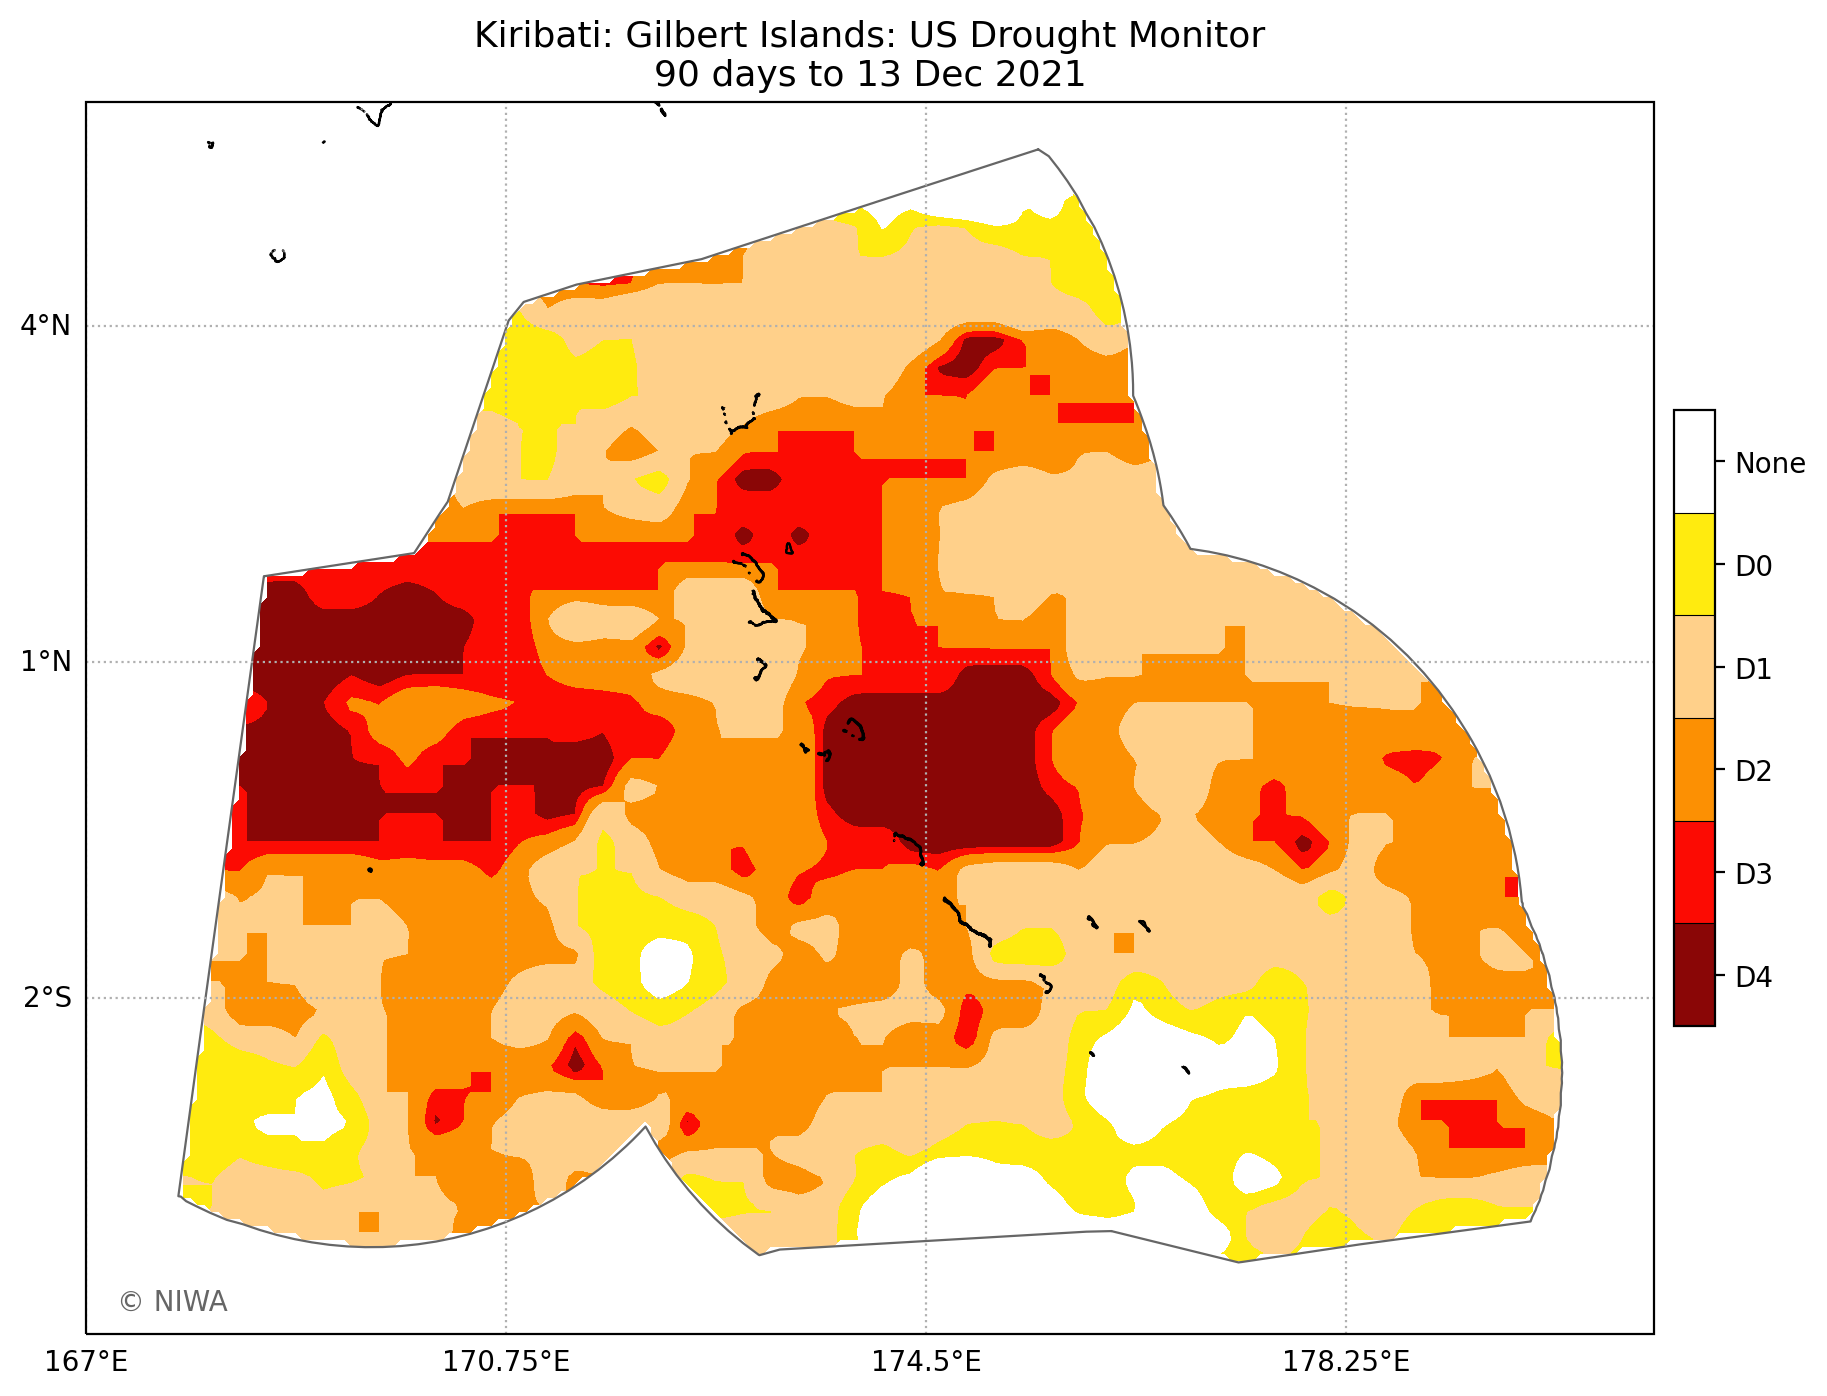 Kiribati: Gilbert Islands: US Drought Monitor
90 days to 13 Dec 2021
4°N
1°N
2°S
167°E
170.75°E
174.5°E
178.25°E
None
D0
D1
D2
D3
D4
© NIWA